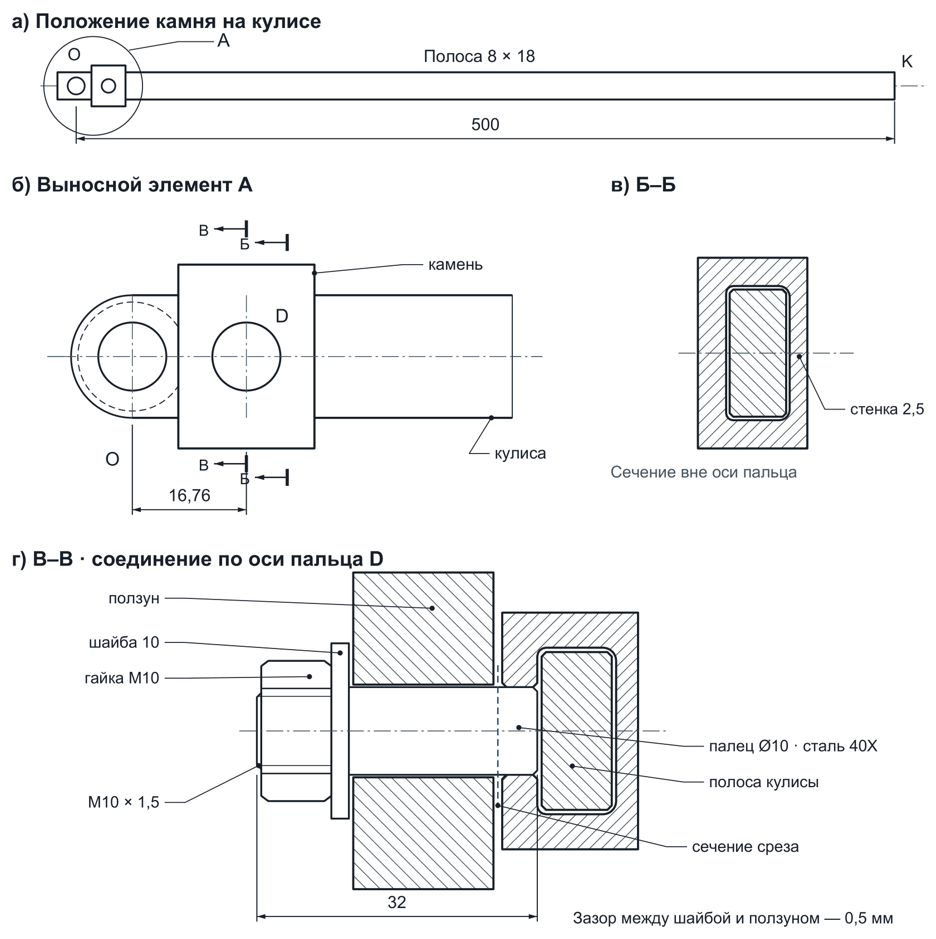 а) Положение камня на кулисе
А
О
Полоса 8 × 18
К
500
б) Выносной элемент А
в) Б–Б
В
Б
камень
D
стенка 2,5
О
В
Б
кулиса
Сечение вне оси пальца
16,76
г) В–В · соединение по оси пальца D
ползун
шайба 10
гайка М10
палец Ø10 · сталь 40Х
полоса кулисы
М10 × 1,5
сечение среза
32
Зазор между шайбой и ползуном — 0,5 мм